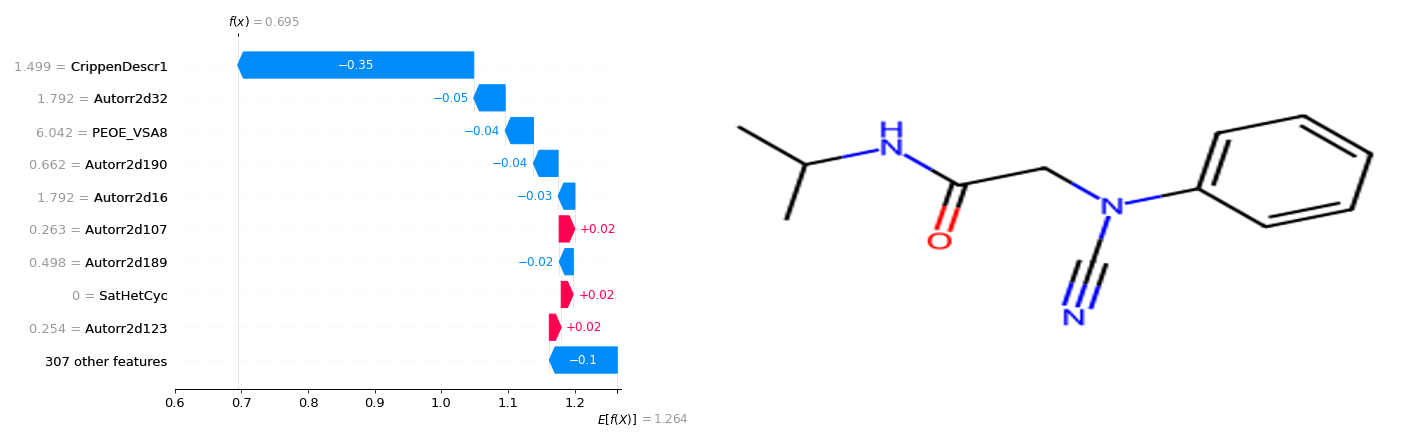 f(x) = 0.695
1.499 = CrippenDescr1
−0.35
1.792 = Autorr2d32
−0.05
6.042 = PEOE_VSA8
−0.04
0.662 = Autorr2d190
−0.04
1.792 = Autorr2d16
−0.03
0.263 = Autorr2d107
+0.02
0.498 = Autorr2d189
−0.02
0 = SatHetCyc
+0.02
0.254 = Autorr2d123
+0.02
307 other features
−0.1
0.6 0.7 0.8 0.9 1.0 1.1 1.2
E[f(X)] = 1.264
H
N
O
N
N